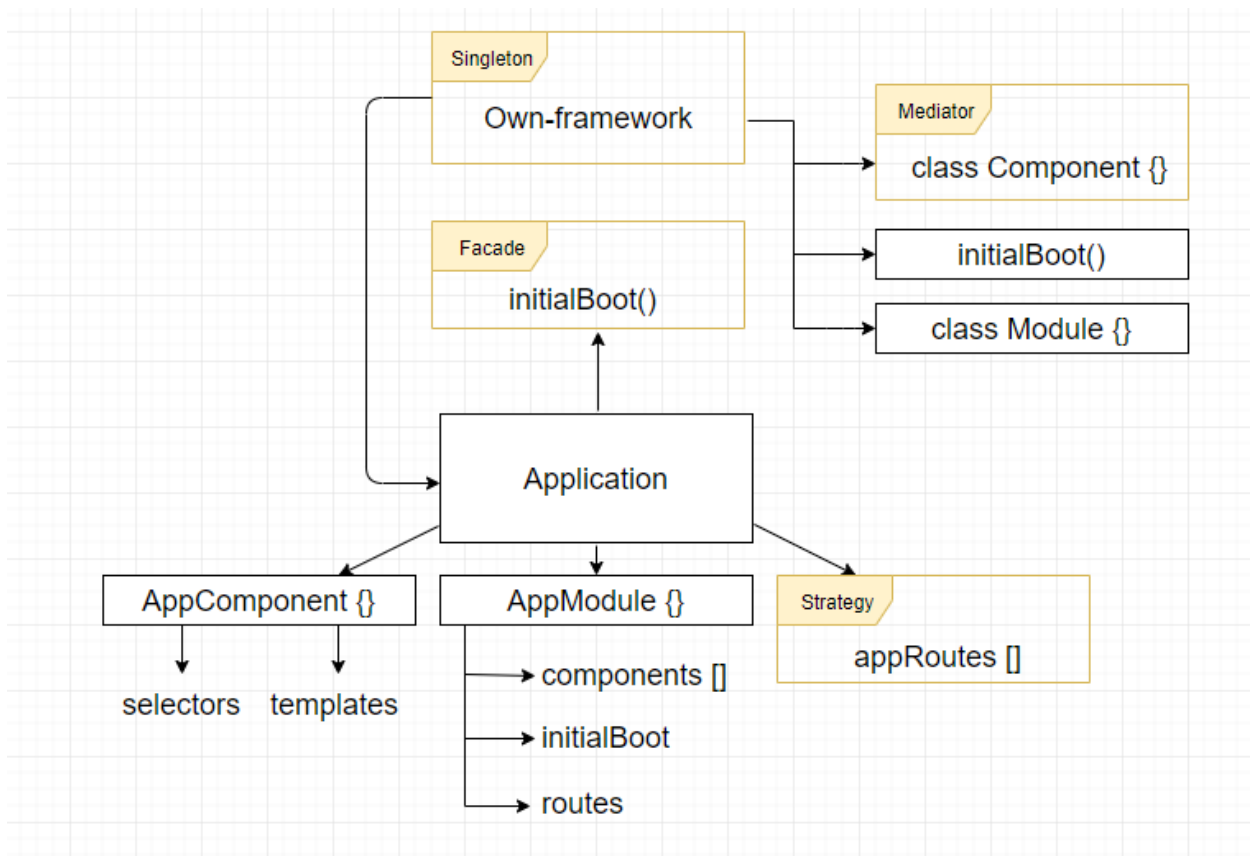 Singleton
Own-framework
Mediator
class Component {}
Facade
initialBoot()
initialBoot()
class Module {}
Application
AppComponent {}
AppModule {}
Strategy
appRoutes []
selectors
templates
components []
initialBoot
routes